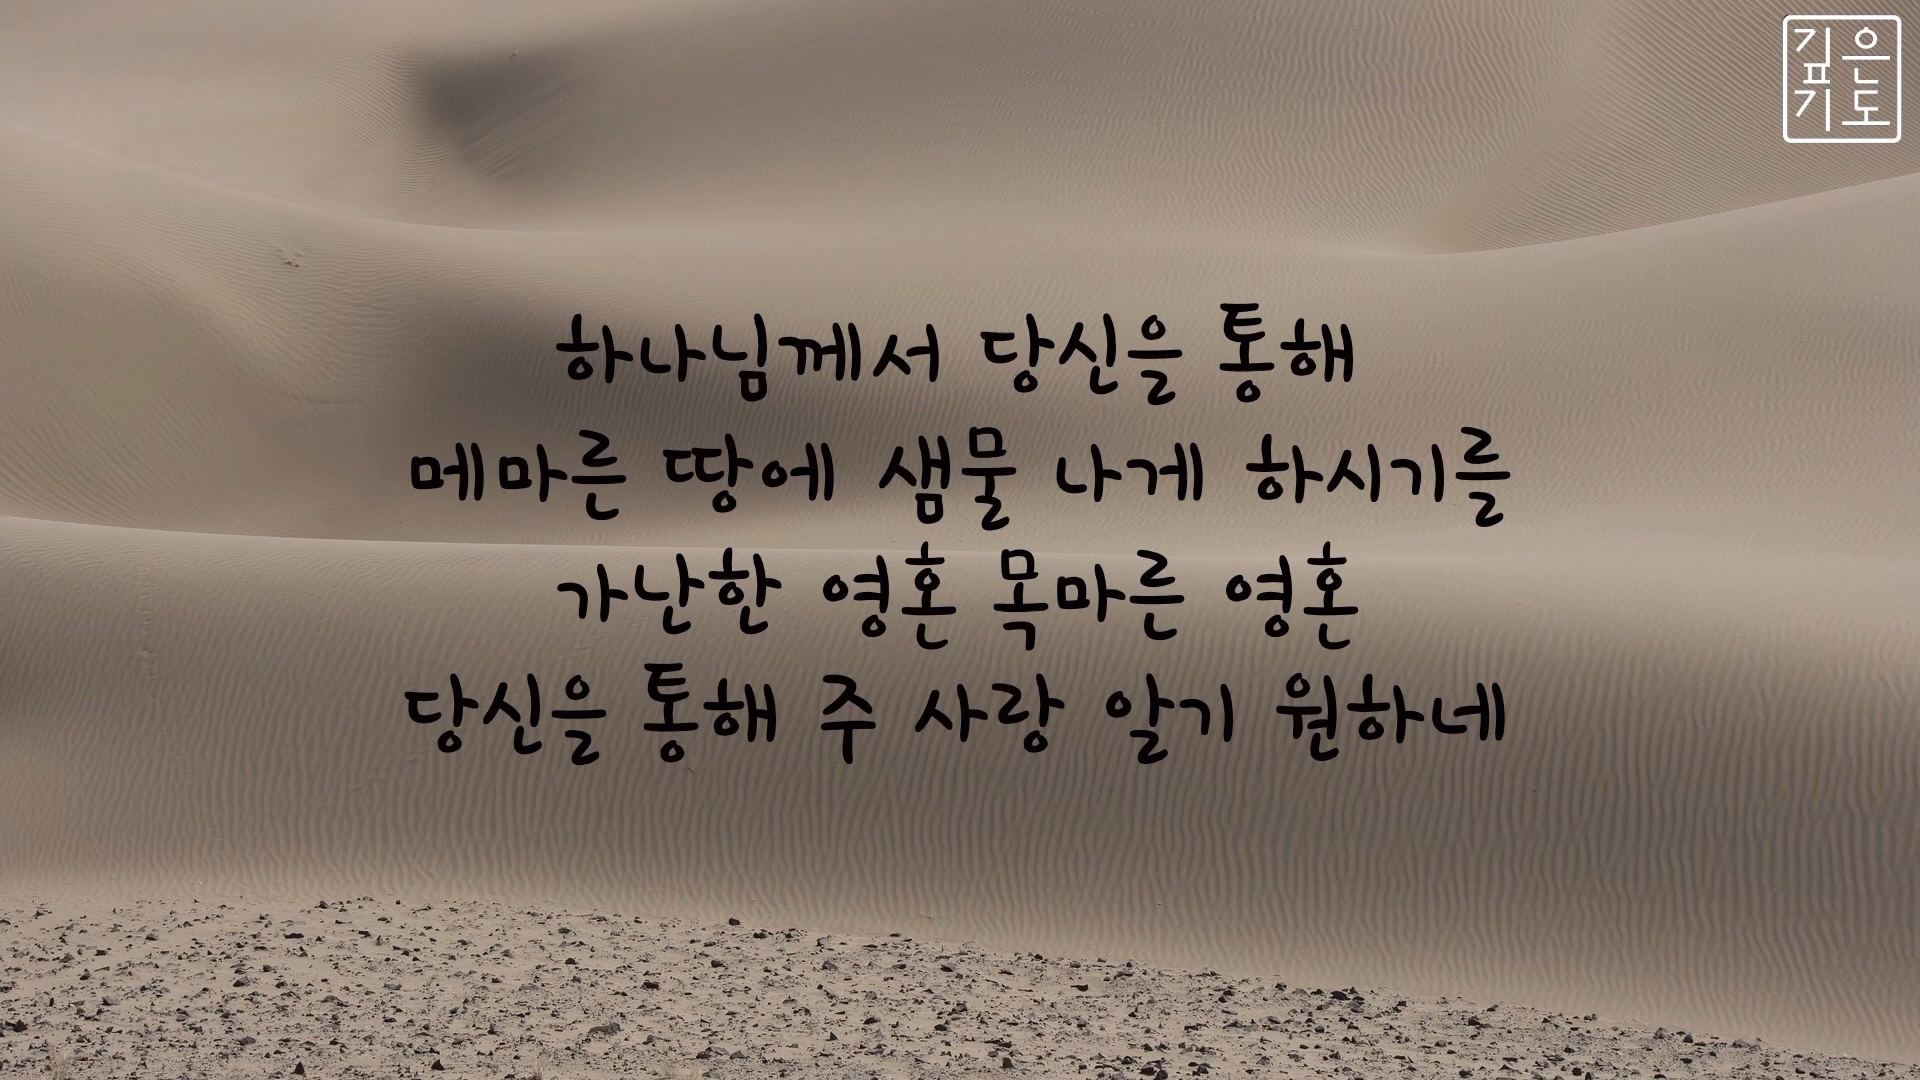 깊은
기도
하나님께서 당신을 통해
메마른 땅에 샘물 나게 하시기를
가난한 영혼 목마른 영혼
당신을 통해 주 사랑 알기 원하네